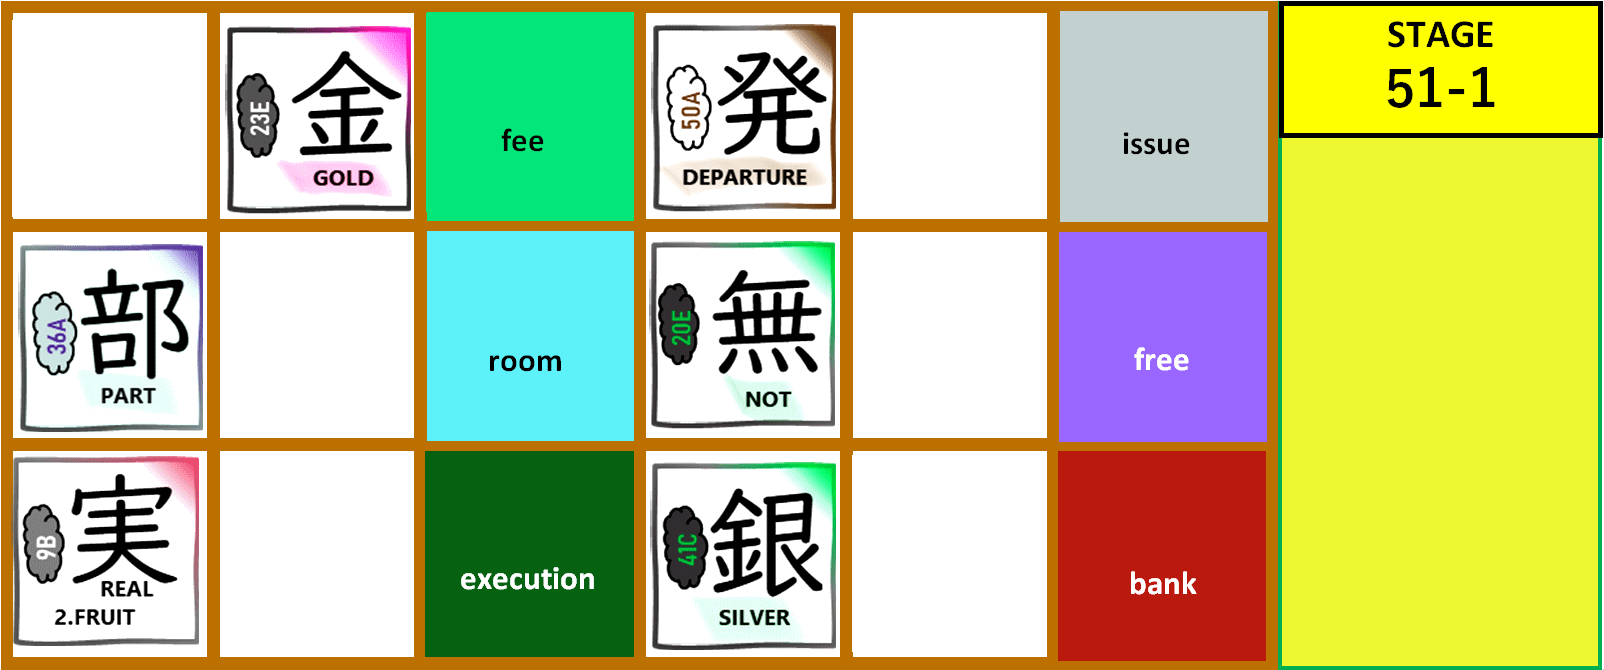 金
23E
GOLD
fee
発
50A
DEPARTURE
issue
STAGE
51-1
部
36A
PART
room
無
20E
NOT
free
実
9B
REAL
2.FRUIT
execution
銀
41C
SILVER
bank